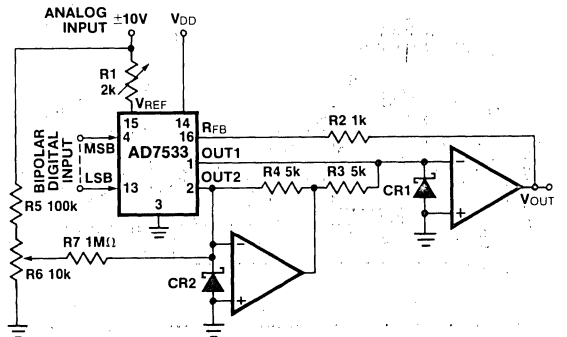 ANALOG INPUT ±10V
VDD
R1 2k
VREF
15
14
4
16
RFB
R2 1k
BIPOLAR DIGITAL INPUT
MSB
AD7533
1
OUT1
LSB
13
2
OUT2
3
R4 5k
R3 5k
CR1
−
+
VOUT
R5 100k
R7 1MΩ
R6 10k
CR2
−
+